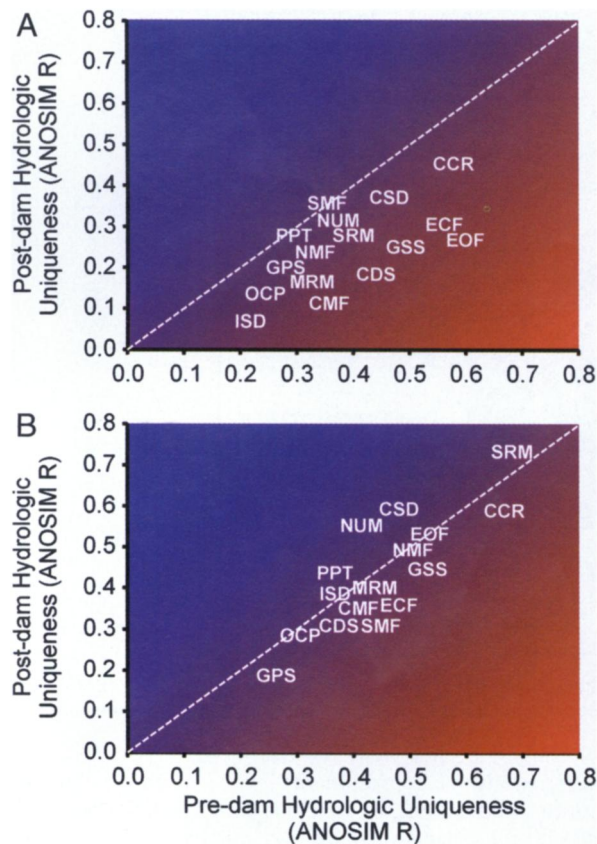 A
Post-dam Hydrologic
Uniqueness (ANOSIM R)
0.8
0.7
0.6
0.5
0.4
0.3
0.2
0.1
0.0
CCR
CSD
SMF
NUM
ECF
PPT
SRM
EOF
NMF
GSS
GPS
CDS
MRM
OCP
CMF
ISD
0.0 0.1 0.2 0.3 0.4 0.5 0.6 0.7 0.8
B
Post-dam Hydrologic
Uniqueness (ANOSIM R)
0.8
0.7
0.6
0.5
0.4
0.3
0.2
0.1
0.0
SRM
CSD
CCR
NUM
EOF
NMF
PPT
GSS
MRM
ISD
CMF
ECF
CDS
SMF
OCP
GPS
0.0 0.1 0.2 0.3 0.4 0.5 0.6 0.7 0.8
Pre-dam Hydrologic Uniqueness
(ANOSIM R)